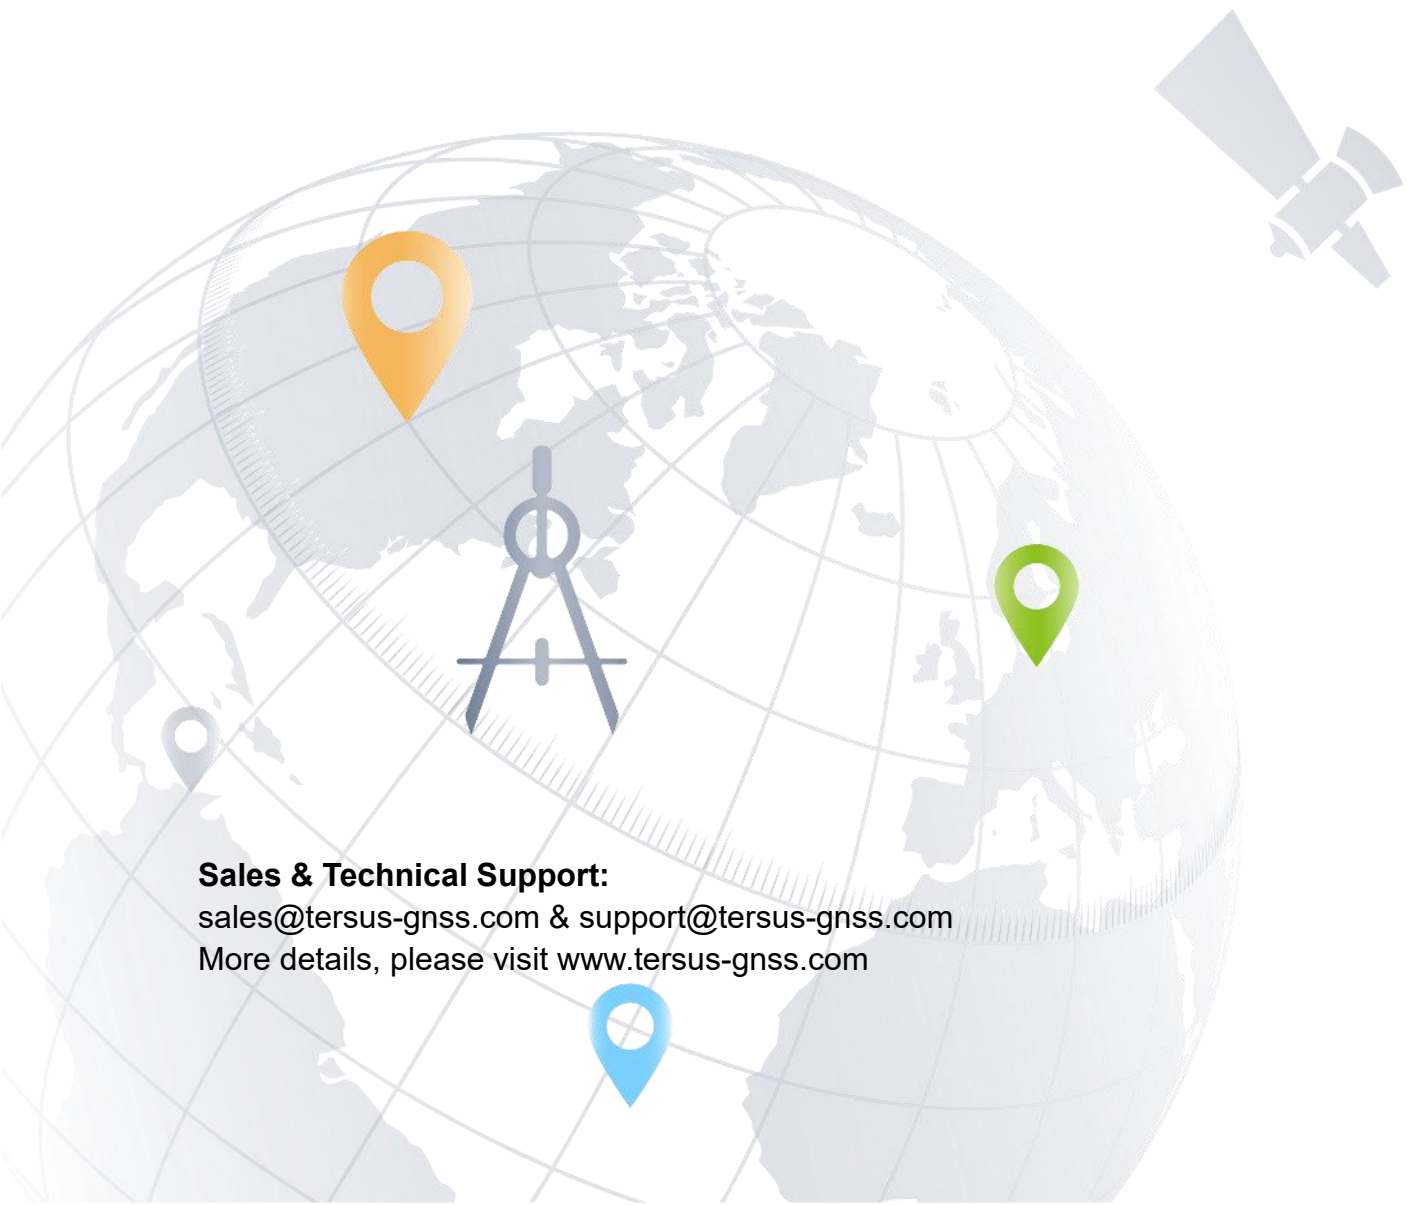 Sales & Technical Support:
sales@tersus-gnss.com & support@tersus-gnss.com
More details, please visit www.tersus-gnss.com